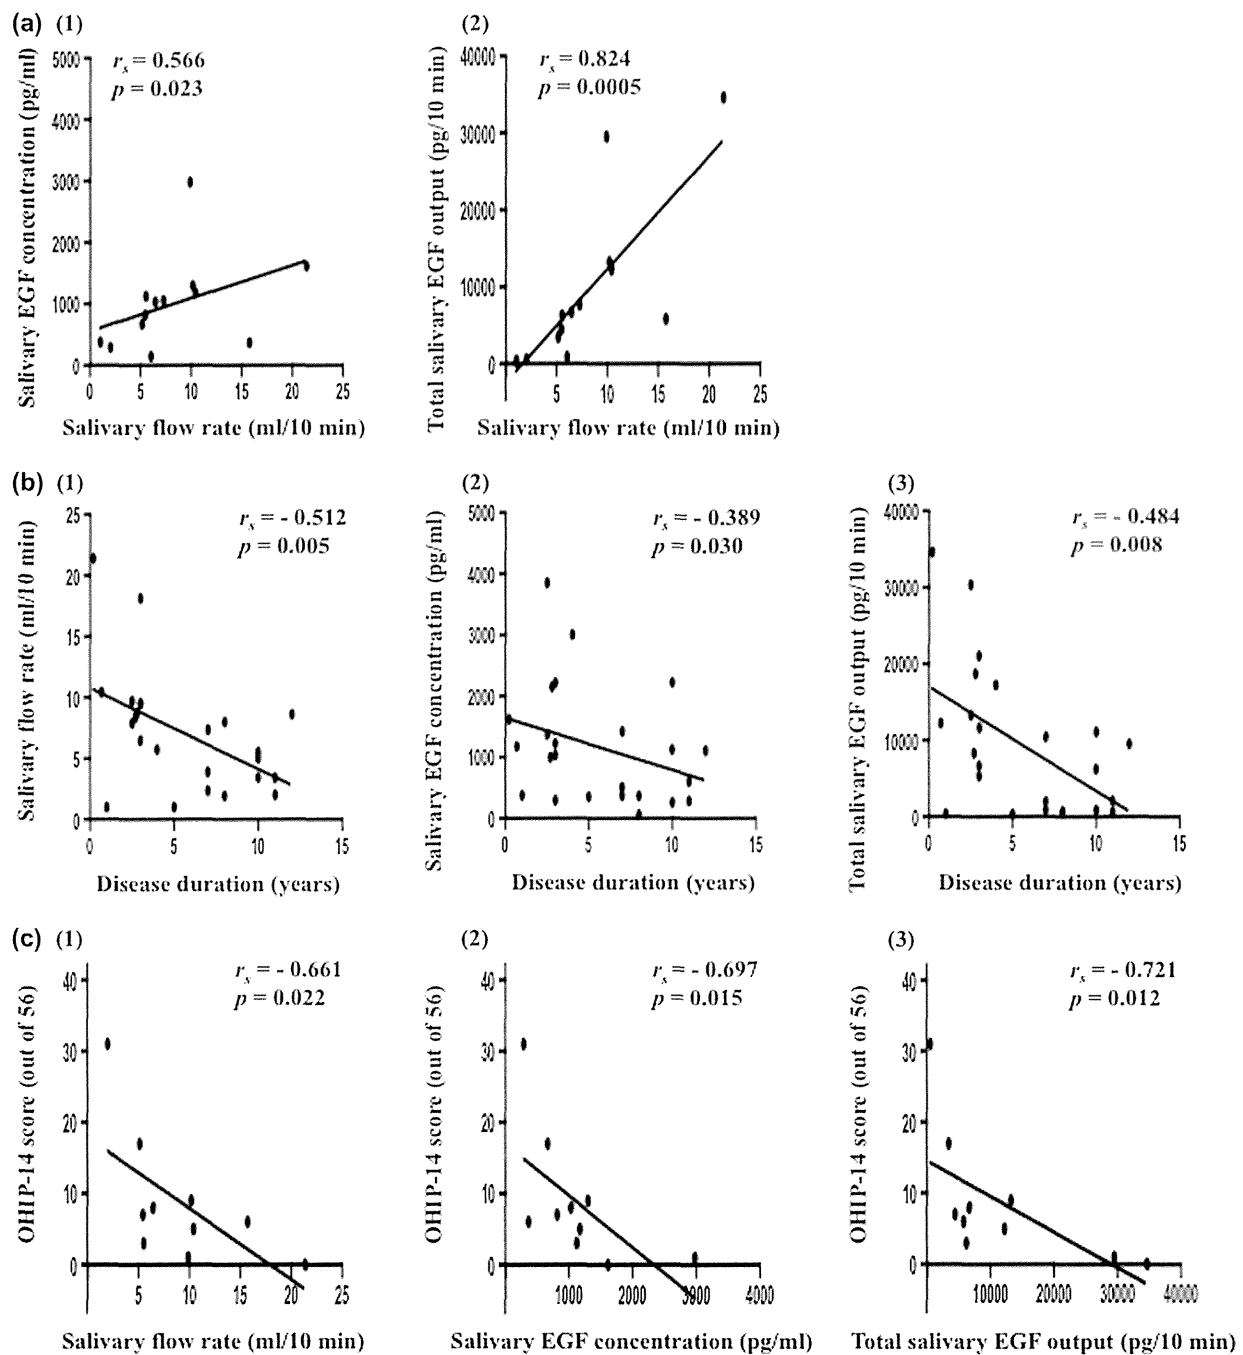 (a) (1)
Salivary EGF concentration (pg/ml)
5000
4000
3000
2000
1000
0
r_s = 0.566
p = 0.023
0 5 10 15 20 25
Salivary flow rate (ml/10 min)
(2)
Total salivary EGF output (pg/10 min)
40000
30000
20000
10000
0
r_s = 0.824
p = 0.0005
5 10 15 20 25
Salivary flow rate (ml/10 min)
(b) (1)
Salivary flow rate (ml/10 min)
25
20
15
10
5
0
r_s = - 0.512
p = 0.005
0 5 10 15
Disease duration (years)
(2)
Salivary EGF concentration (pg/ml)
5000
4000
3000
2000
1000
0
r_s = - 0.389
p = 0.030
0 5 10 15
Disease duration (years)
(3)
Total salivary EGF output (pg/10 min)
40000
30000
20000
10000
0
r_s = - 0.484
p = 0.008
0 5 10 15
Disease duration (years)
(c) (1)
OHIP-14 score (out of 56)
40
30
20
10
0
r_s = - 0.661
p = 0.022
5 10 15 20 25
Salivary flow rate (ml/10 min)
(2)
OHIP-14 score (out of 56)
40
30
20
10
0
r_s = - 0.697
p = 0.015
1000 2000 3000 4000
Salivary EGF concentration (pg/ml)
(3)
OHIP-14 score (out of 56)
40
30
20
10
0
r_s = - 0.721
p = 0.012
10000 20000 30000 40000
Total salivary EGF output (pg/10 min)